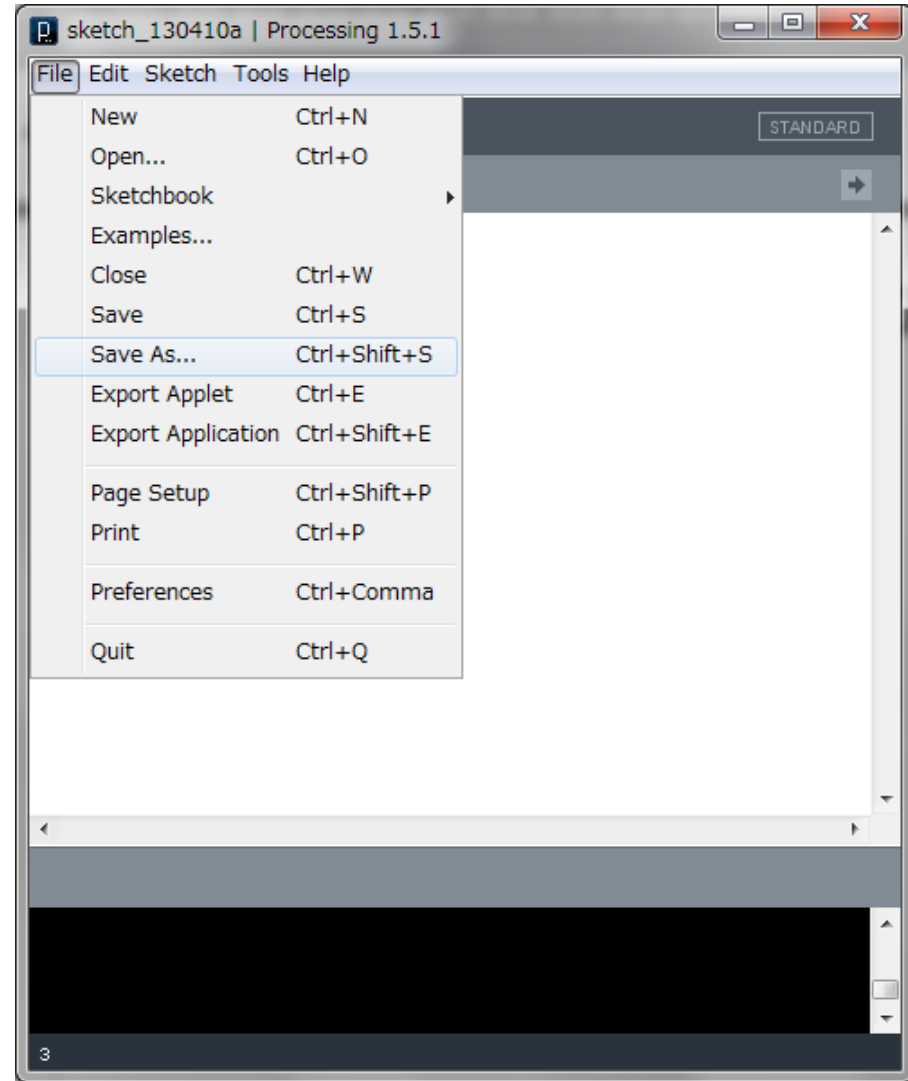 sketch_130410a | Processing 1.5.1
File Edit Sketch Tools Help
New Ctrl+N
STANDARD
Open... Ctrl+O
Sketchbook
Examples...
Close Ctrl+W
Save Ctrl+S
Save As... Ctrl+Shift+S
Export Applet Ctrl+E
Export Application Ctrl+Shift+E
Page Setup Ctrl+Shift+P
Print Ctrl+P
Preferences Ctrl+Comma
Quit Ctrl+Q
3